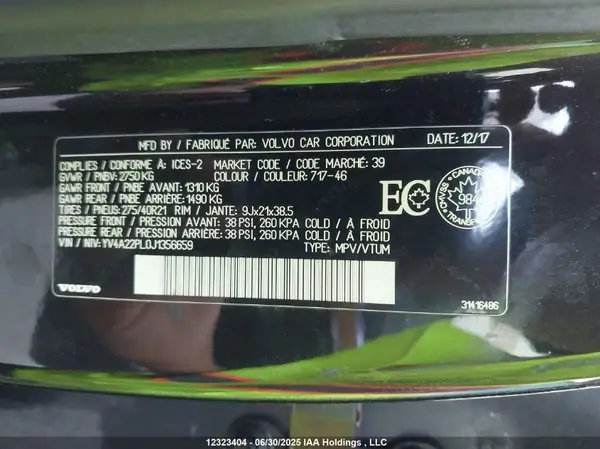 MFD BY / FABRIQUÉ PAR: VOLVO CAR CORPORATION DATE: 12/17
COMPLIES / CONFORME À: ICES-2 MARKET CODE / CODE MARCHÉ: 39
GVWR / PNBV: 2750 KG COLOUR / COULEUR: 717-46
GAWR FRONT / PNBE AVANT: 1310 KG
GAWR REAR / PNBE ARRIÈRE: 1490 KG
TIRES / PNEUS: 275/40R21 RIM / JANTE: 9Jx21x38.5
PRESSURE FRONT / PRESSION AVANT: 38 PSI, 260 KPA COLD / À FROID
PRESSURE REAR / PRESSION ARRIÈRE: 38 PSI, 260 KPA COLD / À FROID
VIN / NIV: YV4A22PL0J1356659 TYPE: MPV/VTUM
EC
984
VOLVO
31416486
12323404 - 06/30/2025 IAA Holdings , LLC